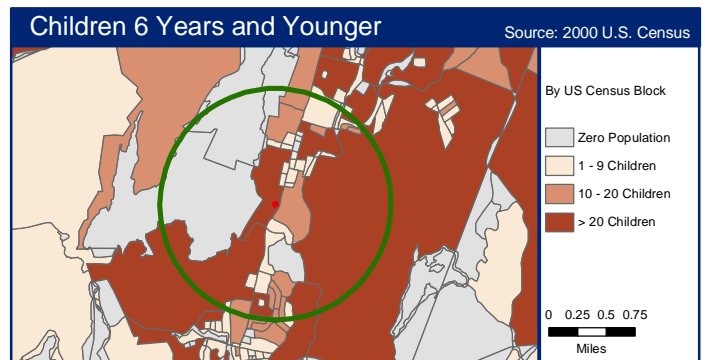 Children 6 Years and Younger
Source: 2000 U.S. Census
By US Census Block
Zero Population
1 - 9 Children
10 - 20 Children
> 20 Children
0 0.25 0.5 0.75
Miles